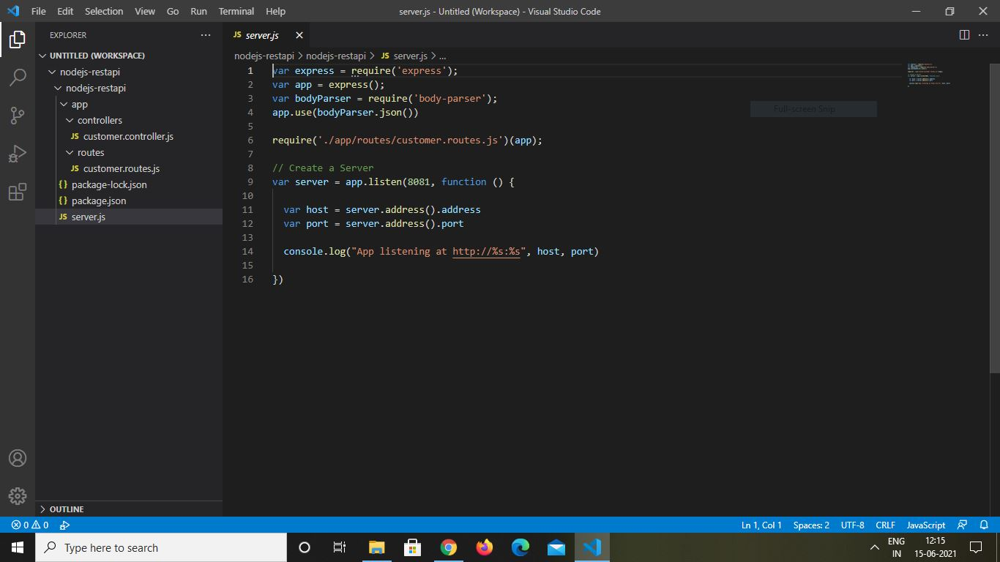 File Edit Selection View Go Run Terminal Help server.js - Untitled (Workspace) - Visual Studio Code
EXPLORER
UNTITLED (WORKSPACE)
nodejs-restapi
nodejs-restapi
app
controllers
JS customer.controller.js
routes
JS customer.routes.js
{} package-lock.json
{} package.json
JS server.js
OUTLINE
JS server.js
nodejs-restapi > nodejs-restapi > JS server.js > ...
1 var express = require('express');
2 var app = express();
3 var bodyParser = require('body-parser');
4 app.use(bodyParser.json())
5
6 require('./app/routes/customer.routes.js')(app);
7
8 // Create a Server
9 var server = app.listen(8081, function () {
10
11 var host = server.address().address
12 var port = server.address().port
13
14 console.log("App listening at http://%s:%s", host, port)
15
16 })
Full-screen Snip
0 0 Ln 1, Col 1 Spaces: 2 UTF-8 CRLF JavaScript
Type here to search
ENG
IN
12:15
15-06-2021